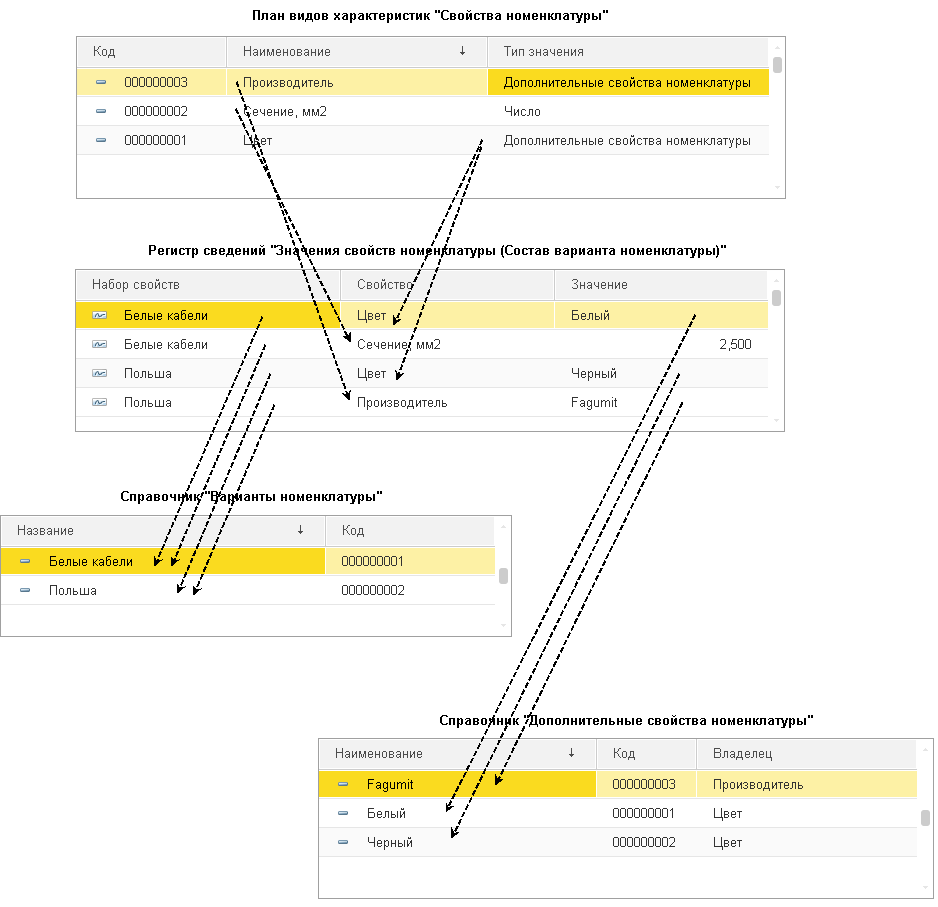 План видов характеристик "Свойства номенклатуры"
Код Наименование ↓ Тип значения
000000003 Производитель Дополнительные свойства номенклатуры
000000002 Сечение, мм2 Число
000000001 Цвет Дополнительные свойства номенклатуры
Регистр сведений "Значения свойств номенклатуры (Состав варианта номенклатуры)"
Набор свойств Свойство Значение
Белые кабели Цвет Белый
Белые кабели Сечение, мм2 2,500
Польша Цвет Черный
Польша Производитель Fagumit
Справочник "Варианты номенклатуры"
Название ↓ Код
Белые кабели 000000001
Польша 000000002
Справочник "Дополнительные свойства номенклатуры"
Наименование ↓ Код Владелец
Fagumit 000000003 Производитель
Белый 000000001 Цвет
Черный 000000002 Цвет